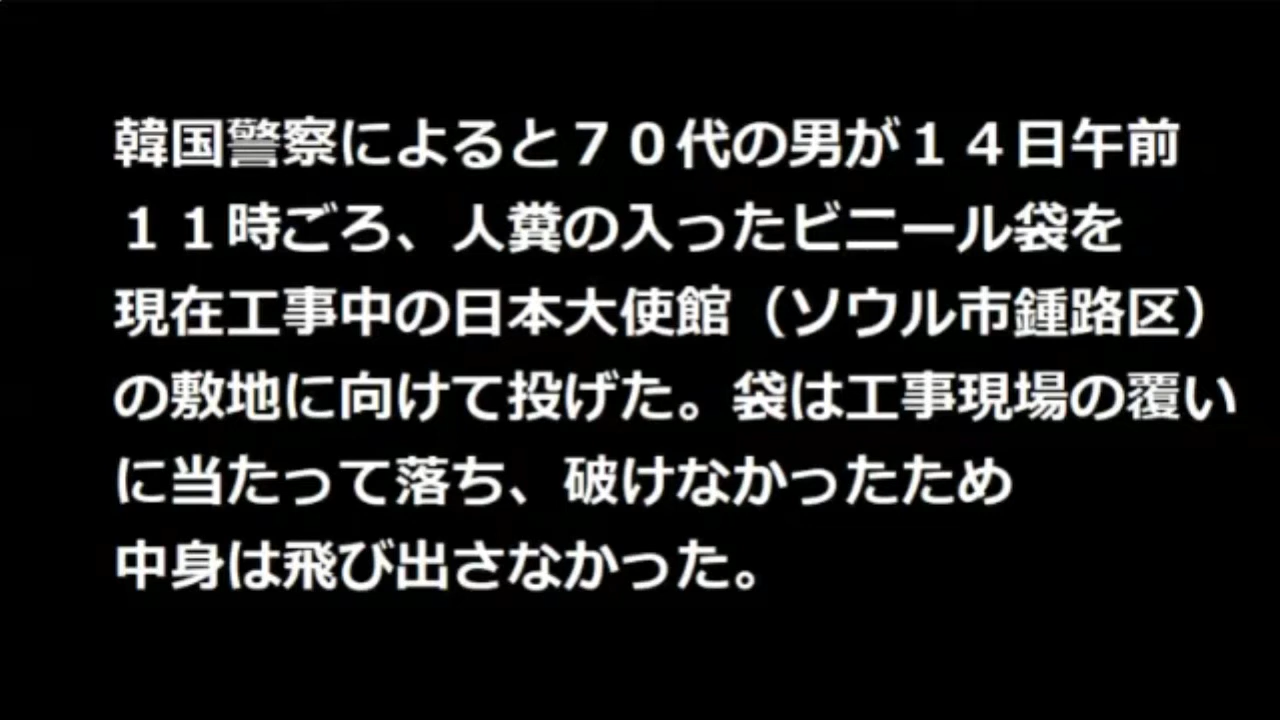 韓国警察によると７０代の男が１４日午前
１１時ごろ、人糞の入ったビニール袋を
現在工事中の日本大使館（ソウル市鍾路区）
の敷地に向けて投げた。袋は工事現場の覆い
に当たって落ち、破けなかったため
中身は飛び出さなかった。